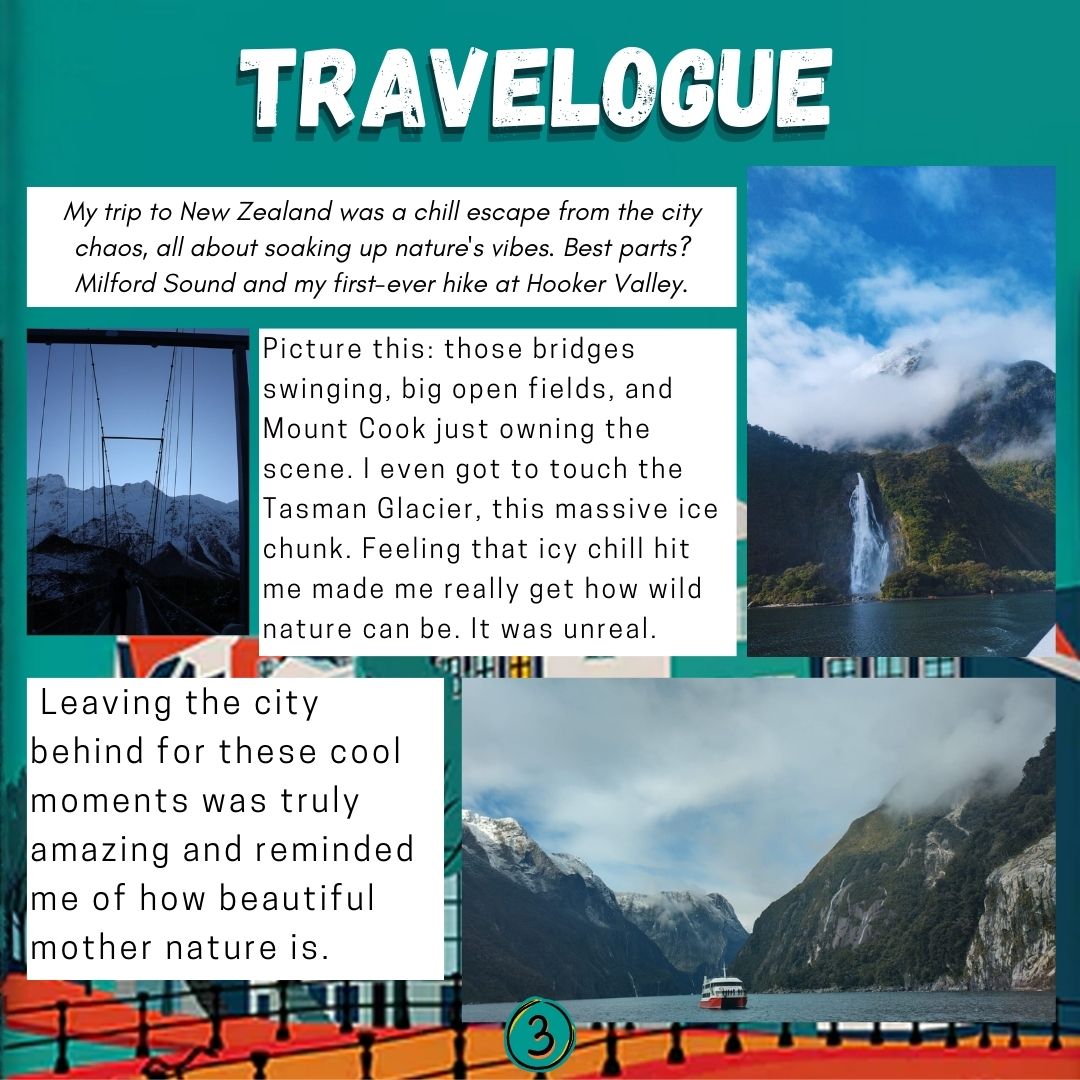 TRAVELOGUE
My trip to New Zealand was a chill escape from the city
chaos, all about soaking up nature's vibes. Best parts?
Milford Sound and my first-ever hike at Hooker Valley.
Picture this: those bridges
swinging, big open fields, and
Mount Cook just owning the
scene. I even got to touch the
Tasman Glacier, this massive ice
chunk. Feeling that icy chill hit
me made me really get how wild
nature can be. It was unreal.
Leaving the city
behind for these cool
moments was truly
amazing and reminded
me of how beautiful
mother nature is.
3